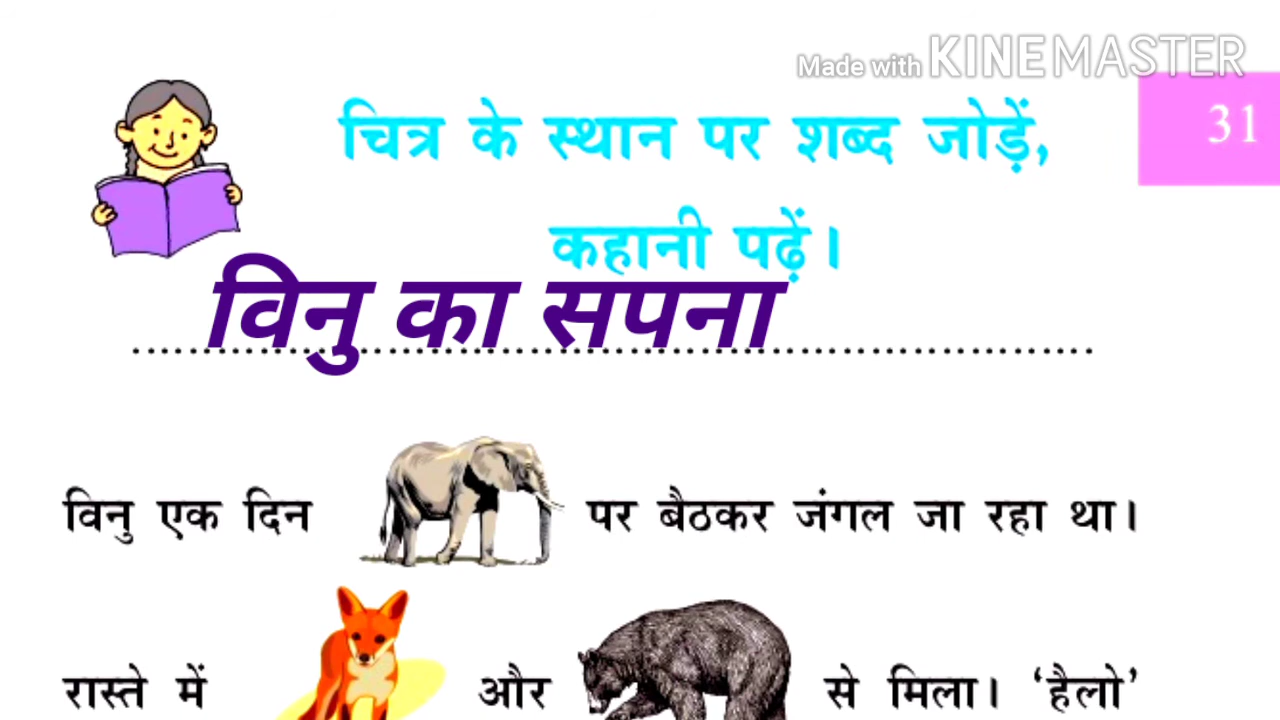 Made with KINEMASTER
31
चित्र के स्थान पर शब्द जोड़ें,
कहानी पढ़ें।
विनु का सपना
विनु एक दिन पर बैठकर जंगल जा रहा था।
रास्ते में और से मिला। ‘हैलो’